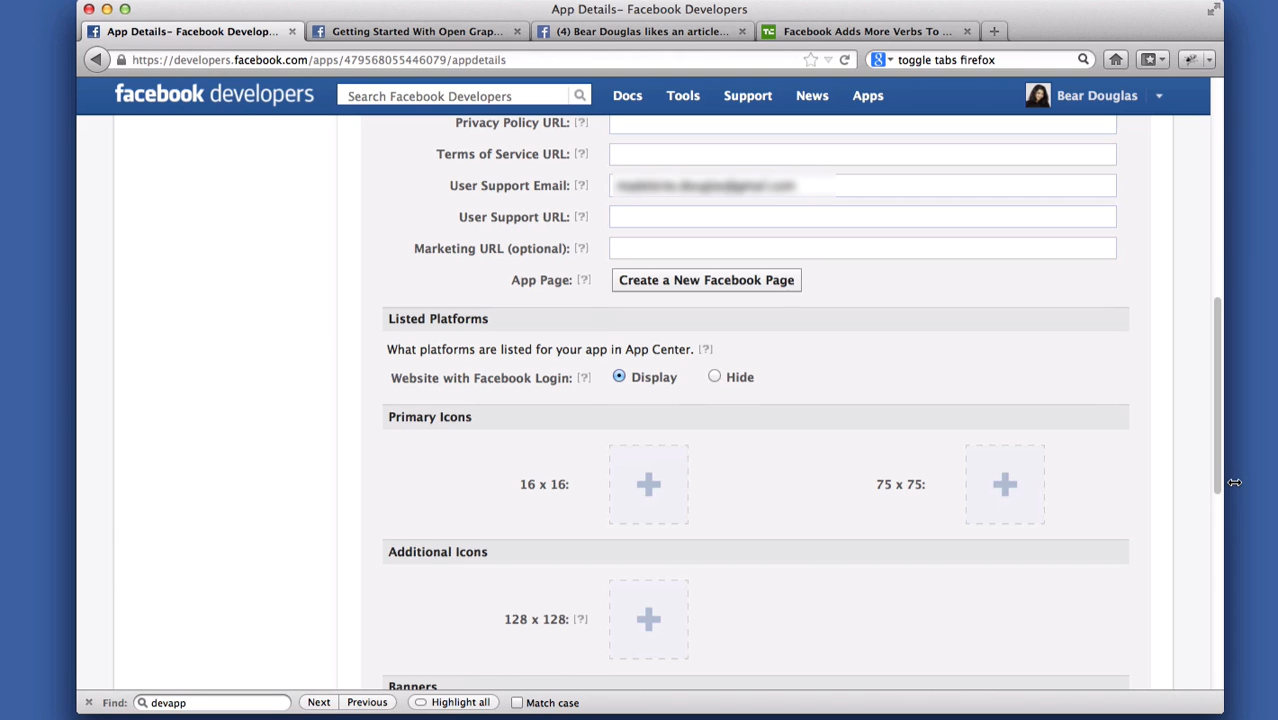 App Details- Facebook Developers
App Details- Facebook Develop...
Getting Started With Open Grap...
(4) Bear Douglas likes an article...
TC Facebook Adds More Verbs To ...
https://developers.facebook.com/apps/479568055446079/appdetails
toggle tabs firefox
facebook developers
Search Facebook Developers
Docs Tools Support News Apps
Bear Douglas
Privacy Policy URL: [?]
Terms of Service URL: [?]
User Support Email: [?]
User Support URL: [?]
Marketing URL (optional): [?]
App Page: [?] Create a New Facebook Page
Listed Platforms
What platforms are listed for your app in App Center. [?]
Website with Facebook Login: [?] Display Hide
Primary Icons
16 x 16: 75 x 75:
Additional Icons
128 x 128: [?]
Banners
Find: devapp Next Previous Highlight all Match case